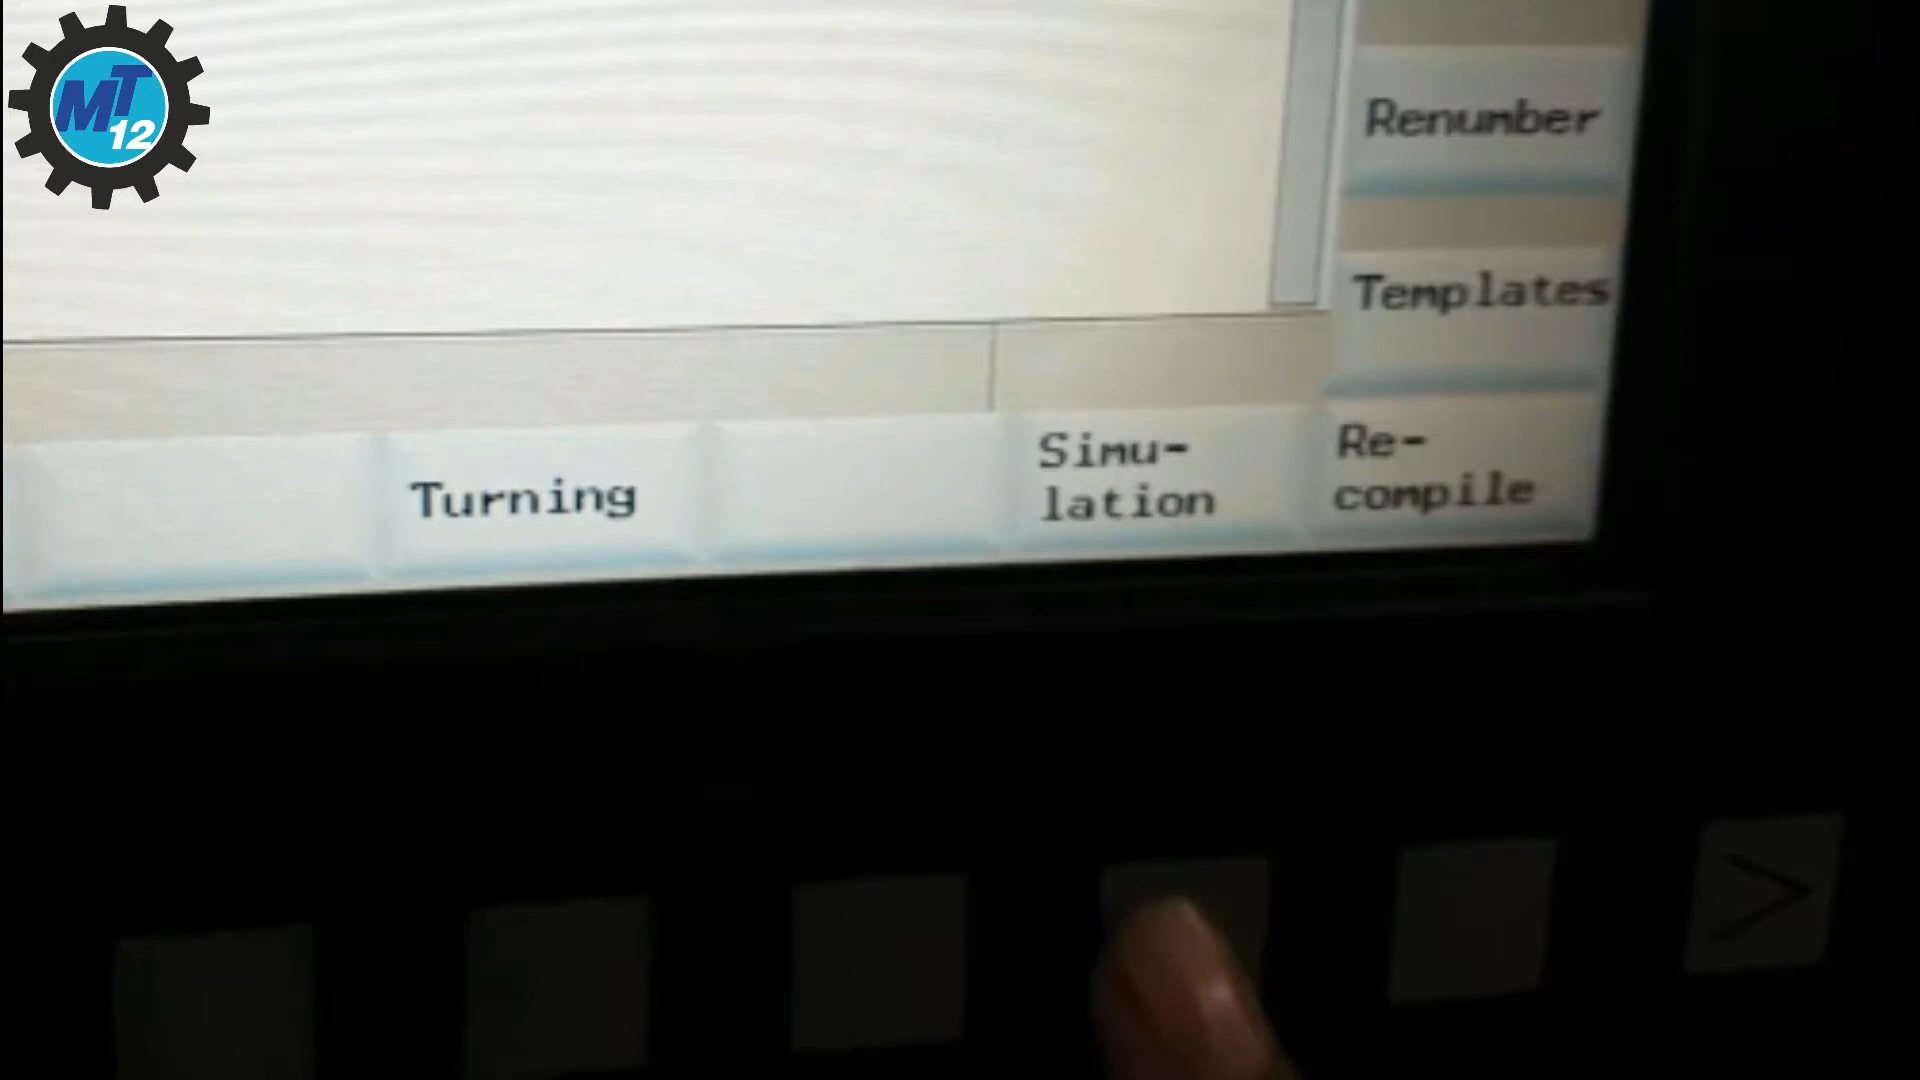 MT
12
Renumber
Templates
Turning
Simu-
lation
Re-
compile
>